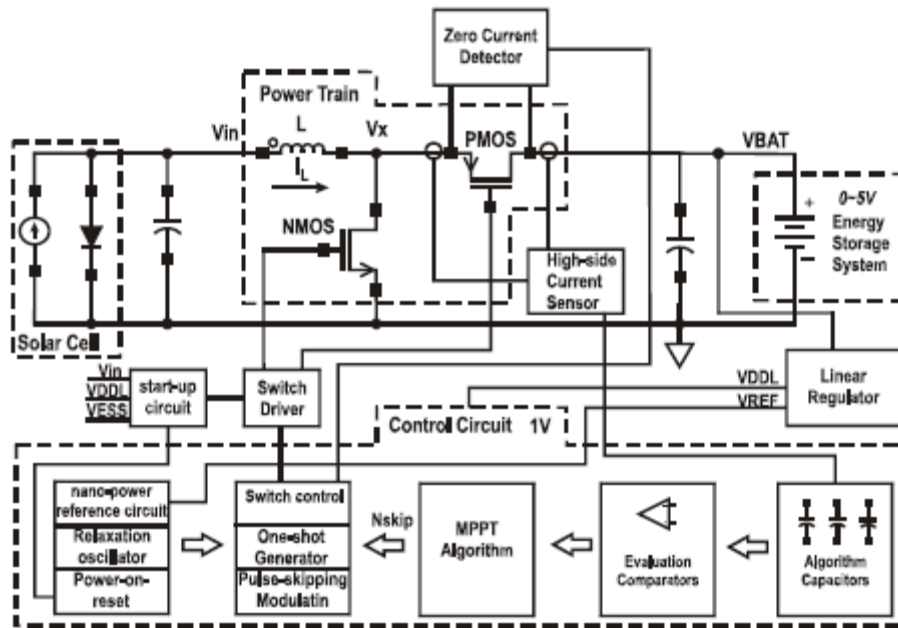 Zero Current
Detector
Power Train
Vin
L
Vx
PMOS
VBAT
IL
NMOS
0~5V
+
Energy
Storage
System
High-side
Current
Sensor
Solar Cell
Vin
VDDL
VESS
start-up
circuit
Switch
Driver
VDDL
VREF
Linear
Regulator
Control Circuit 1V
nano-power
reference circuit
Relaxation
oscillator
Power-on-
reset
Switch control
One-shot
Generator
Pulse-skipping
Modulatin
Nskip
MPPT
Algorithm
Evaluation
Comparators
Algorithm
Capacitors